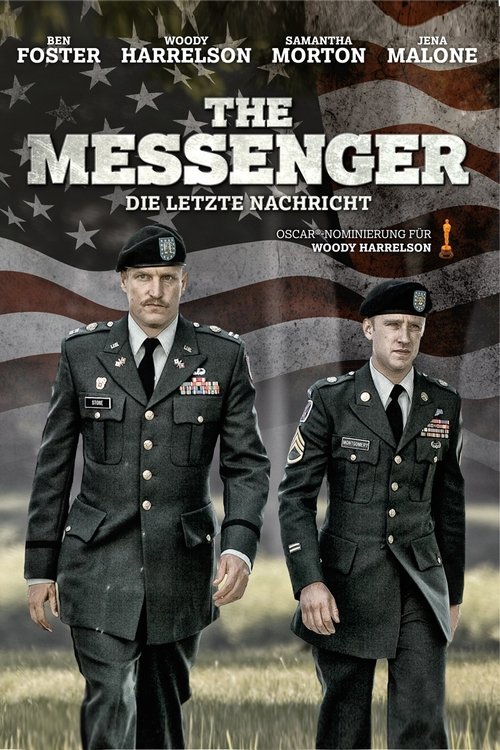 BEN WOODY SAMANTHA JENA
FOSTER HARRELSON MORTON MALONE
THE
MESSENGER
DIE LETZTE NACHRICHT
OSCAR®-NOMINIERUNG FÜR
WOODY HARRELSON
STONE
MONTGOMERY